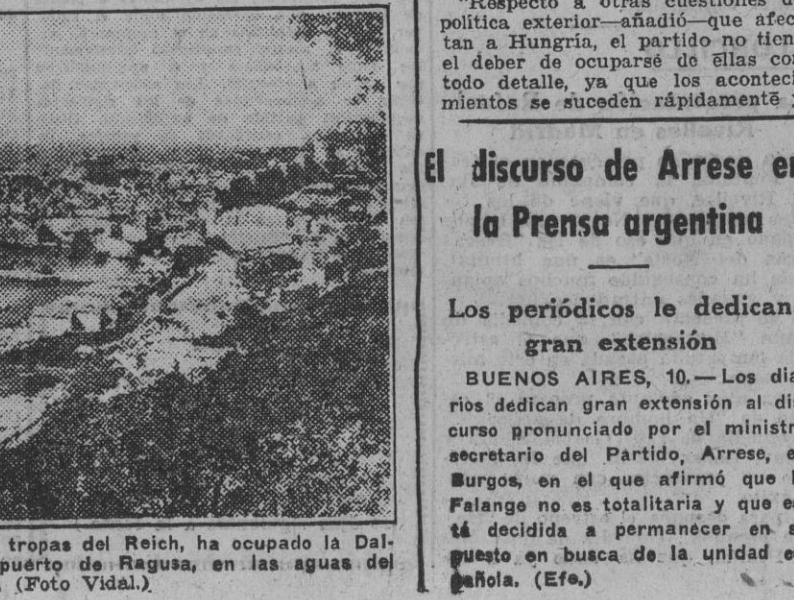 tropas del Reich, ha ocupado la Dal-
puerto de Ragusa, en las aguas del
(Foto Vidal.)
"Respecto a otras cuestiones d
política exterior—añadió—que afec
tan a Hungría, el partido no tien
el deber de ocuparse de ellas con
todo detalle, ya que los aconteci
mientos se suceden rápidamente y
El discurso de Arrese en
la Prensa argentina
Los periódicos le dedican
gran extensión
BUENOS AIRES, 10.—Los dia
rios dedican gran extensión al dis
curso pronunciado por el ministr
secretario del Partido, Arrese, e
Burgos, en el que afirmó que l
Falange no es totalitaria y que es
tá decidida a permanecer en s
puesto en busca de la unidad es
pañola. (Efe.)